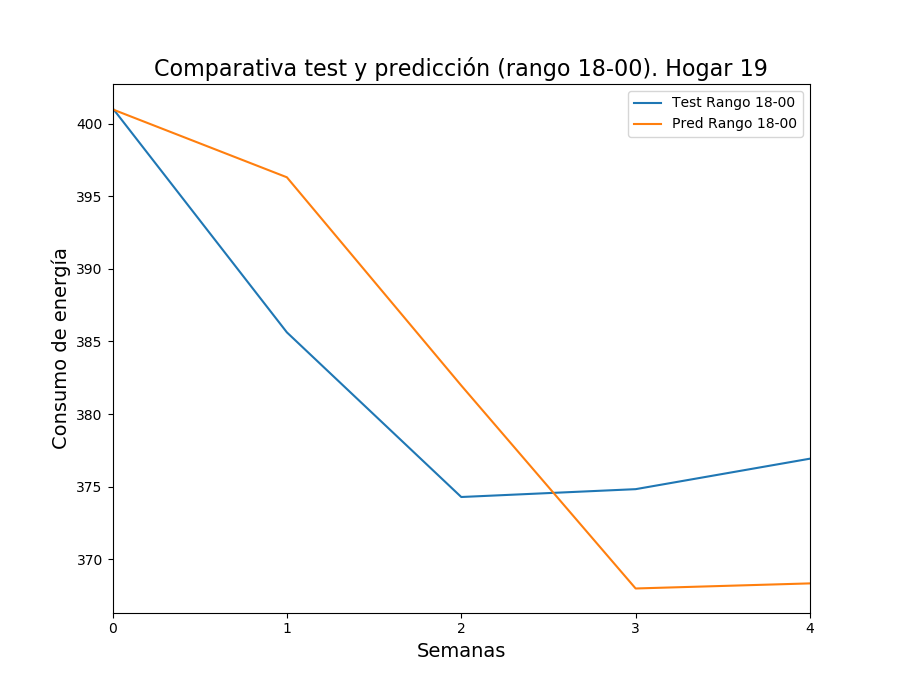 Comparativa test y predicción (rango 18-00). Hogar 19
Test Rango 18-00
Pred Rango 18-00
Consumo de energía
400
395
390
385
380
375
370
0 1 2 3 4
Semanas